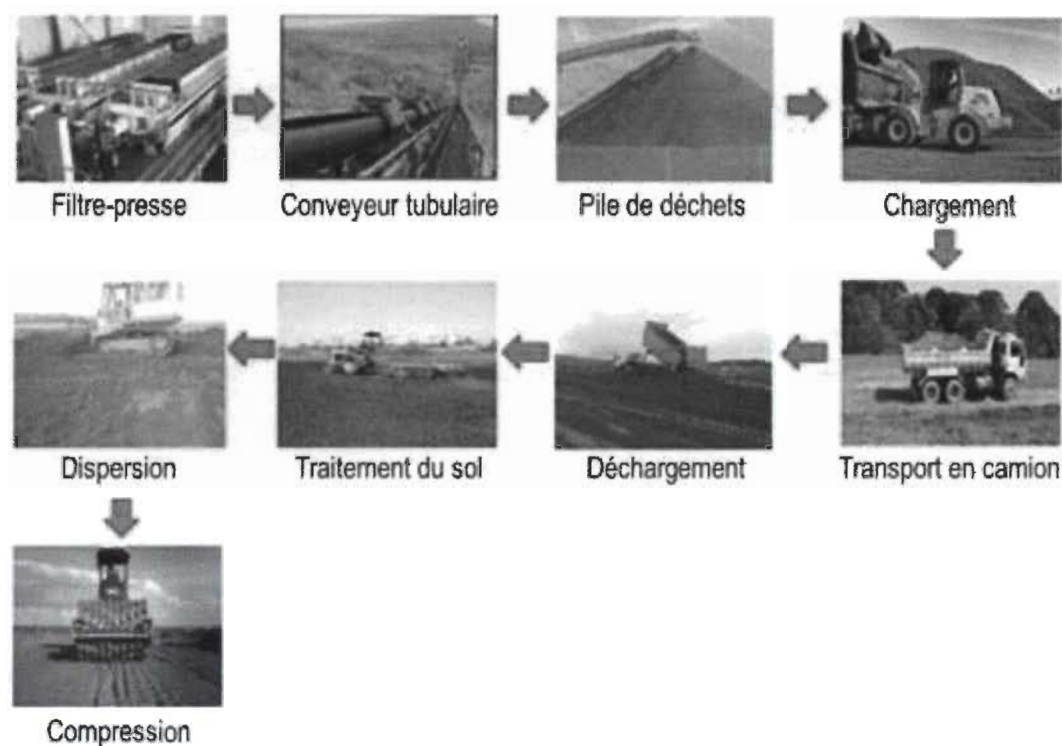 Filtre-presse
Conveyeur tubulaire
Pile de déchets
Chargement
Transport en camion
Déchargement
Traitement du sol
Dispersion
Compression